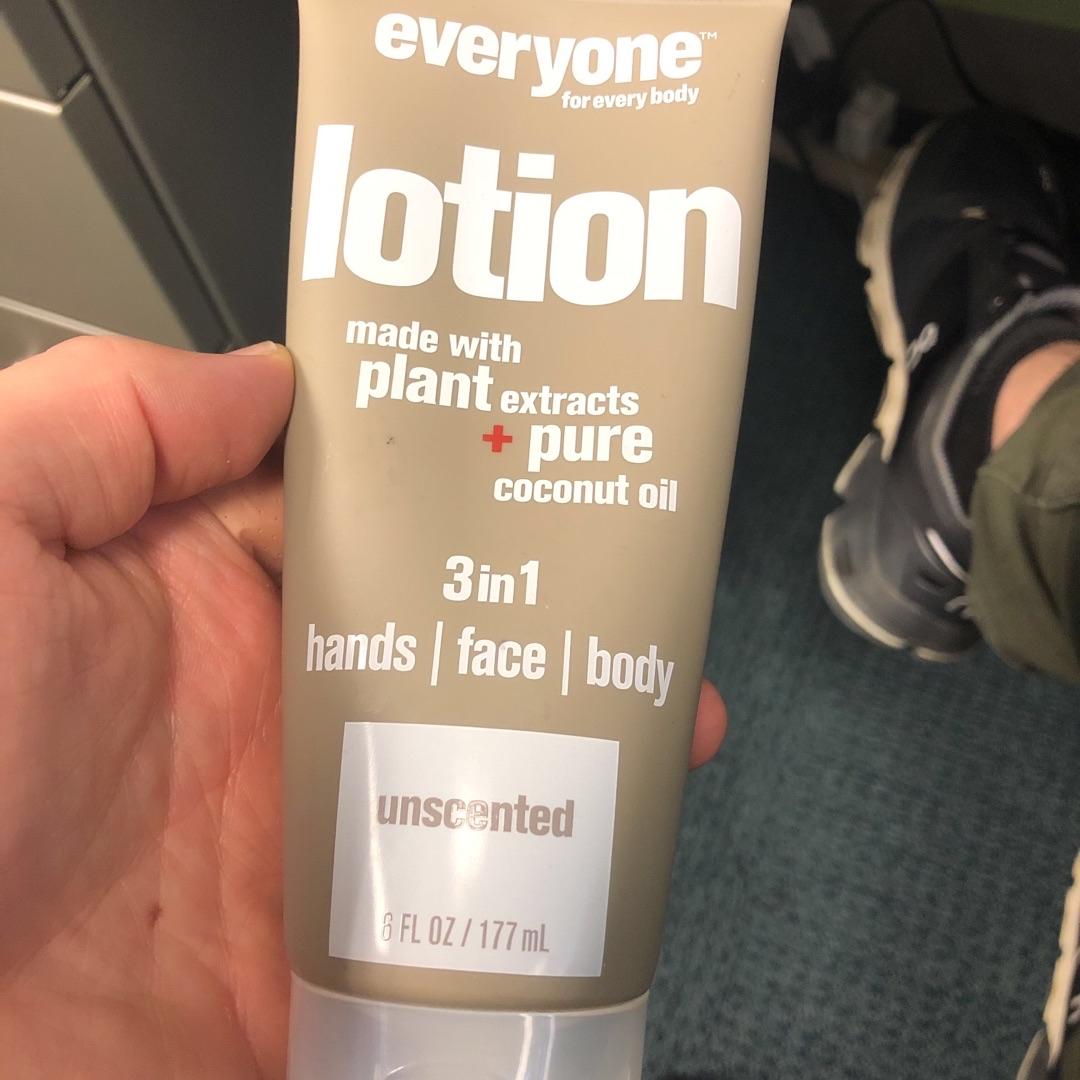 everyone™
for every body
lotion
made with
plant extracts
+ pure
coconut oil
3 in 1
hands | face | body
unscented
6 FL OZ / 177 mL